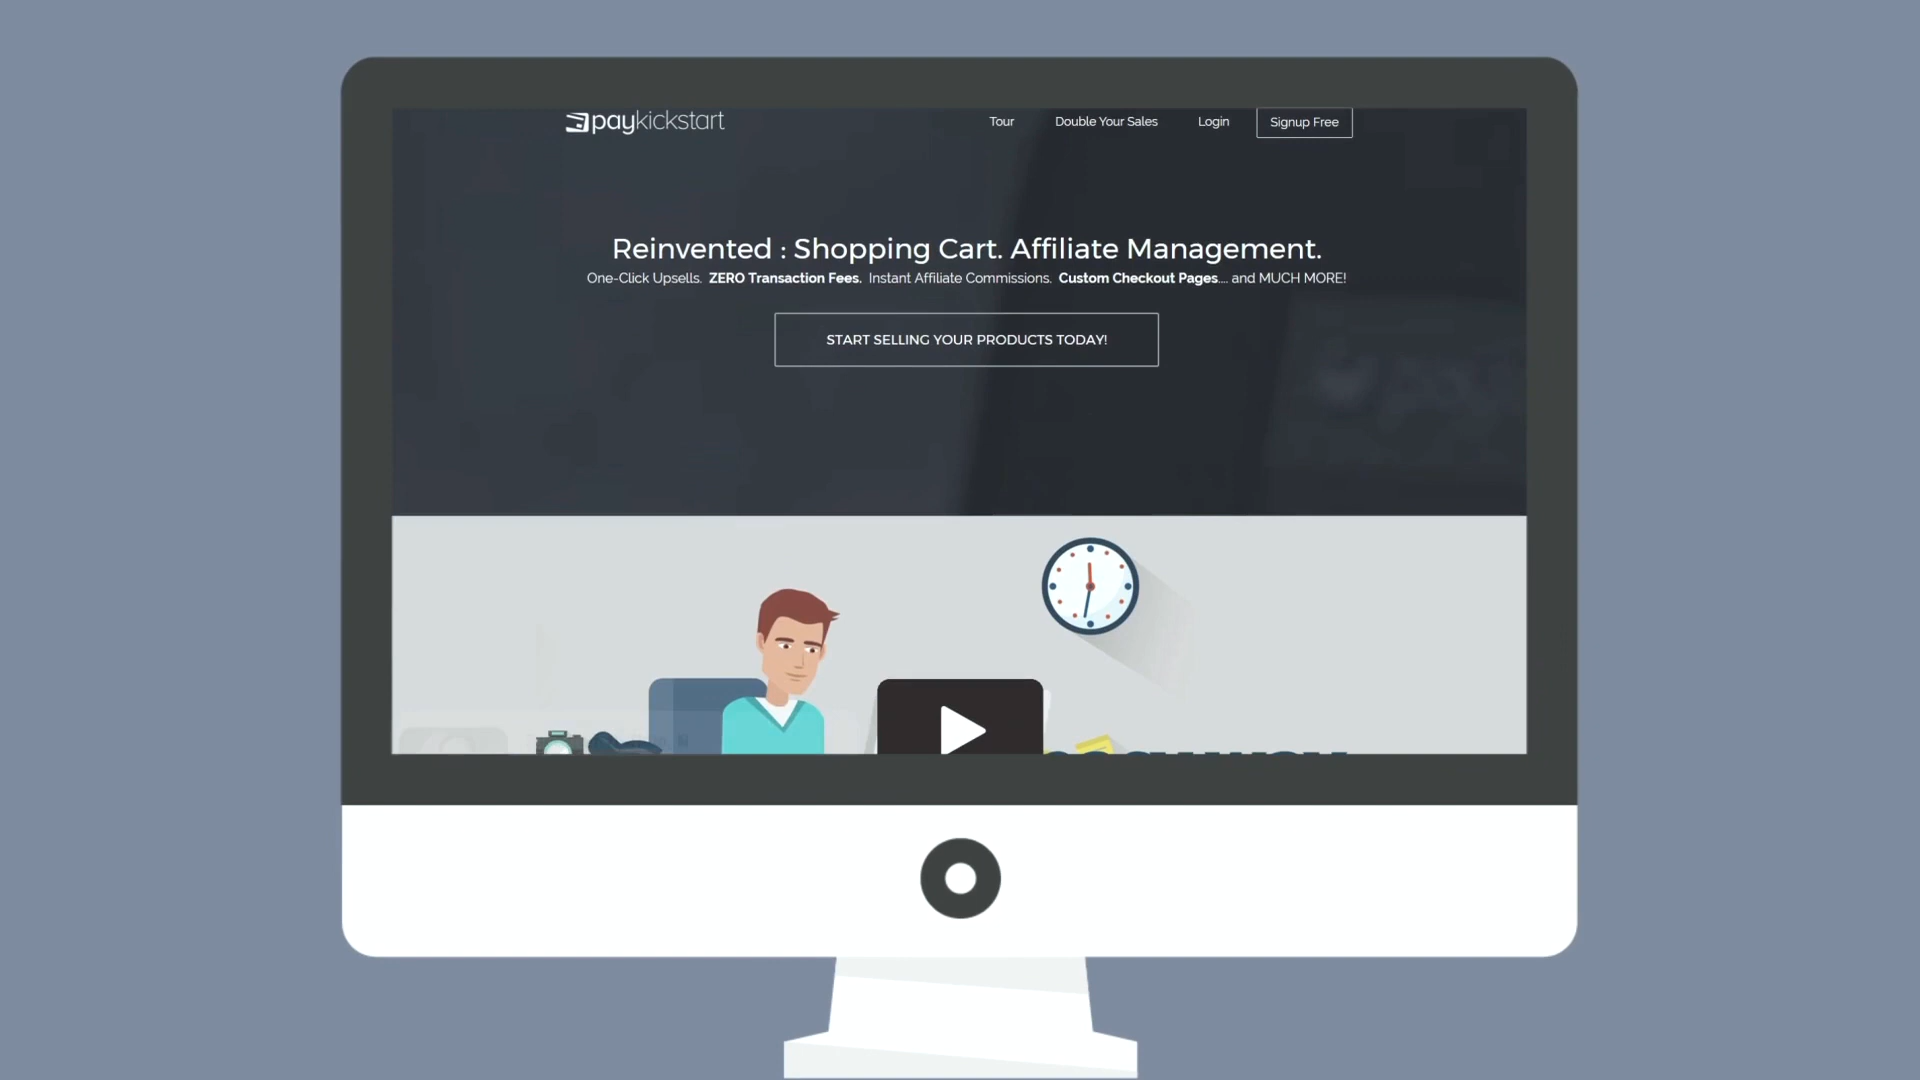 paykickstart
Tour
Double Your Sales
Login
Signup Free
Reinvented : Shopping Cart. Affiliate Management.
One-Click Upsells. ZERO Transaction Fees. Instant Affiliate Commissions. Custom Checkout Pages.... and MUCH MORE!
START SELLING YOUR PRODUCTS TODAY!